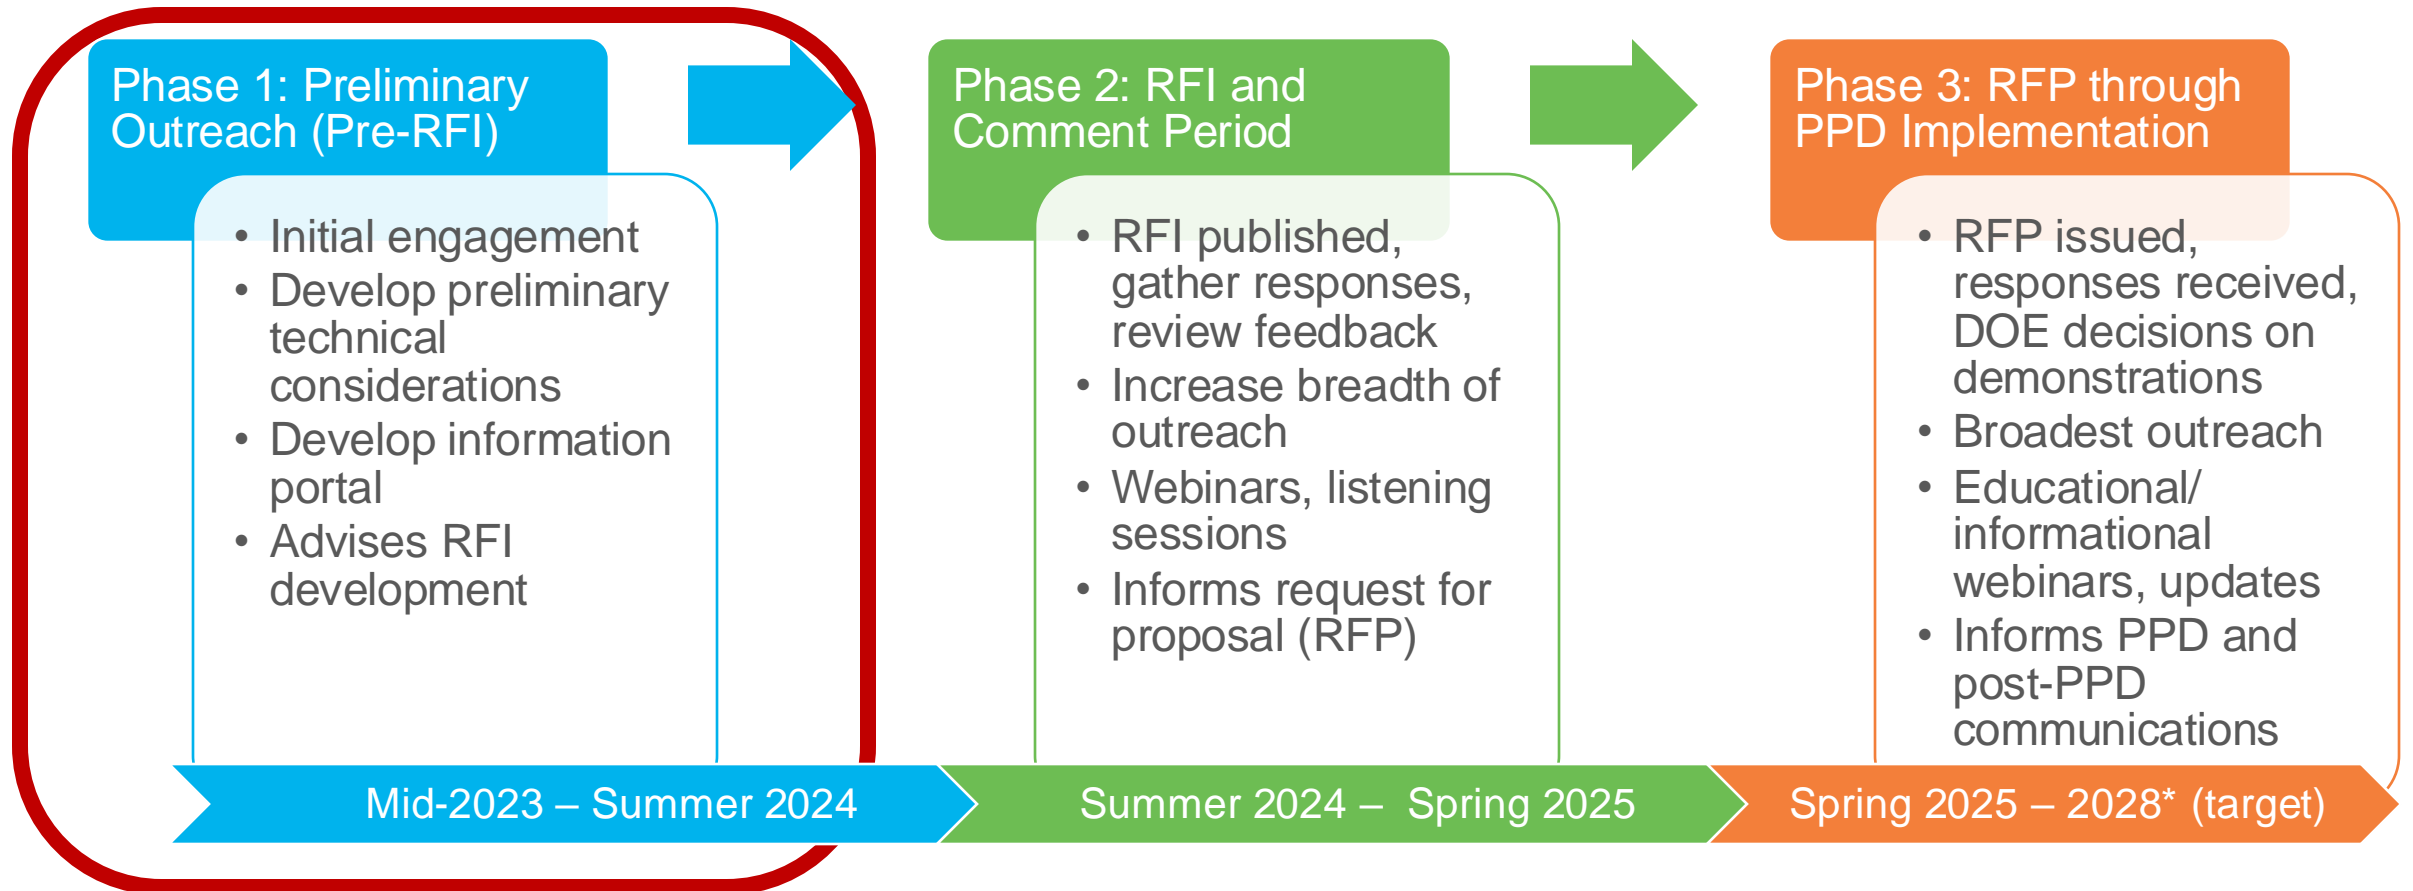 Phase 1: Preliminary
Outreach (Pre-RFI)
• Initial engagement
• Develop preliminary
technical
considerations
• Develop information
portal
• Advises RFI
development
Mid-2023 – Summer 2024
Phase 2: RFI and
Comment Period
• RFI published,
gather responses,
review feedback
• Increase breadth of
outreach
• Webinars, listening
sessions
• Informs request for
proposal (RFP)
Summer 2024 –  Spring 2025
Phase 3: RFP through
PPD Implementation
• RFP issued,
responses received,
DOE decisions on
demonstrations
• Broadest outreach
• Educational/
informational
webinars, updates
• Informs PPD and
post-PPD
communications
Spring 2025 – 2028* (target)